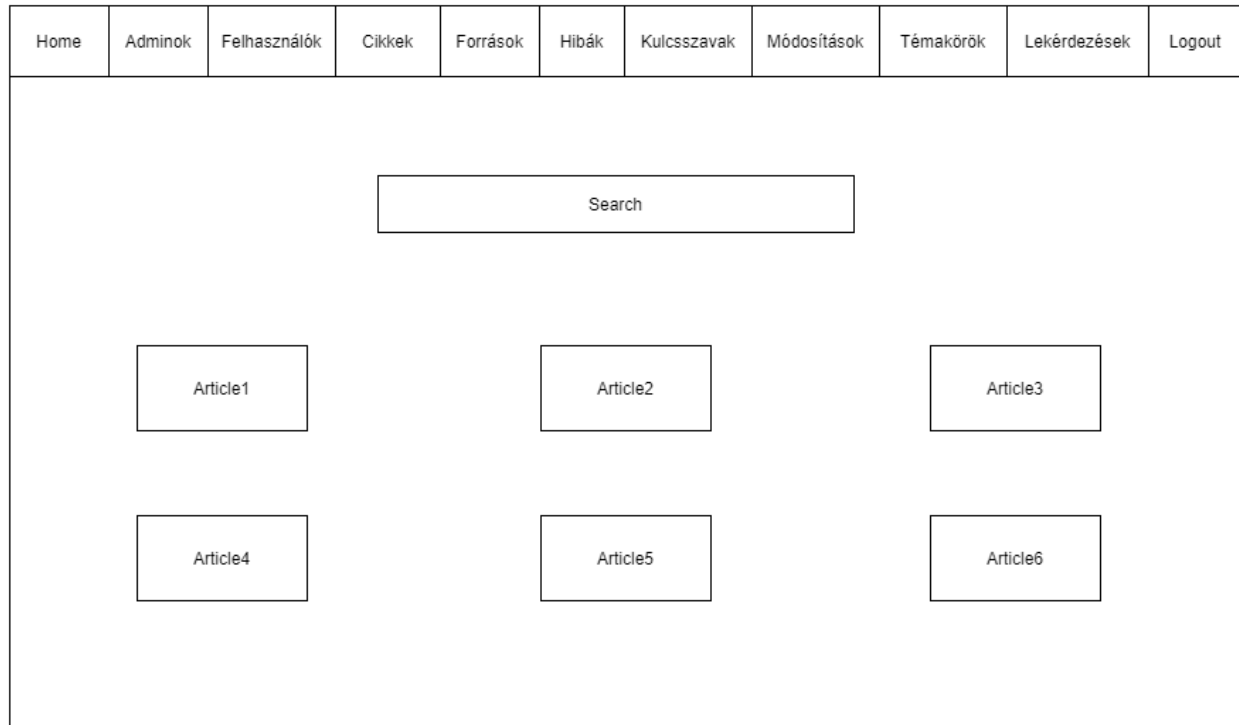 Home Adminok Felhasználók Cikkek Források Hibák Kulcsszavak Módosítások Témakörök Lekérdezések Logout
Search
Article1 Article2 Article3
Article4 Article5 Article6